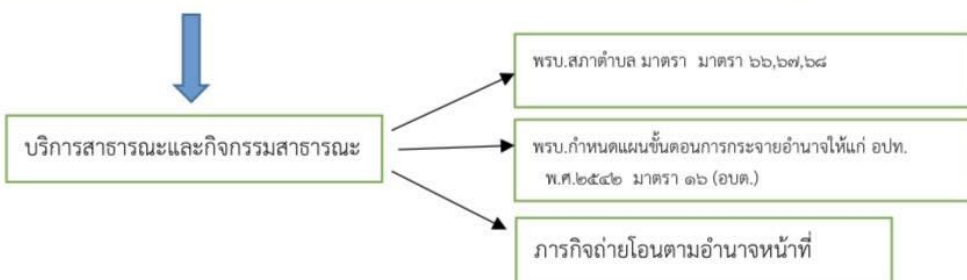 พรบ.สภาตำบล มาตรา มาตรา ๖๖,๖๗,๖๘
บริการสาธารณะและกิจกรรมสาธารณะ
พรบ.กำหนดแผนขั้นตอนการกระจายอำนาจให้แก่ อปท.
พ.ศ.๒๕๔๒ มาตรา ๑๖ (อบต.)
ภารกิจถ่ายโอนตามอำนาจหน้าที่